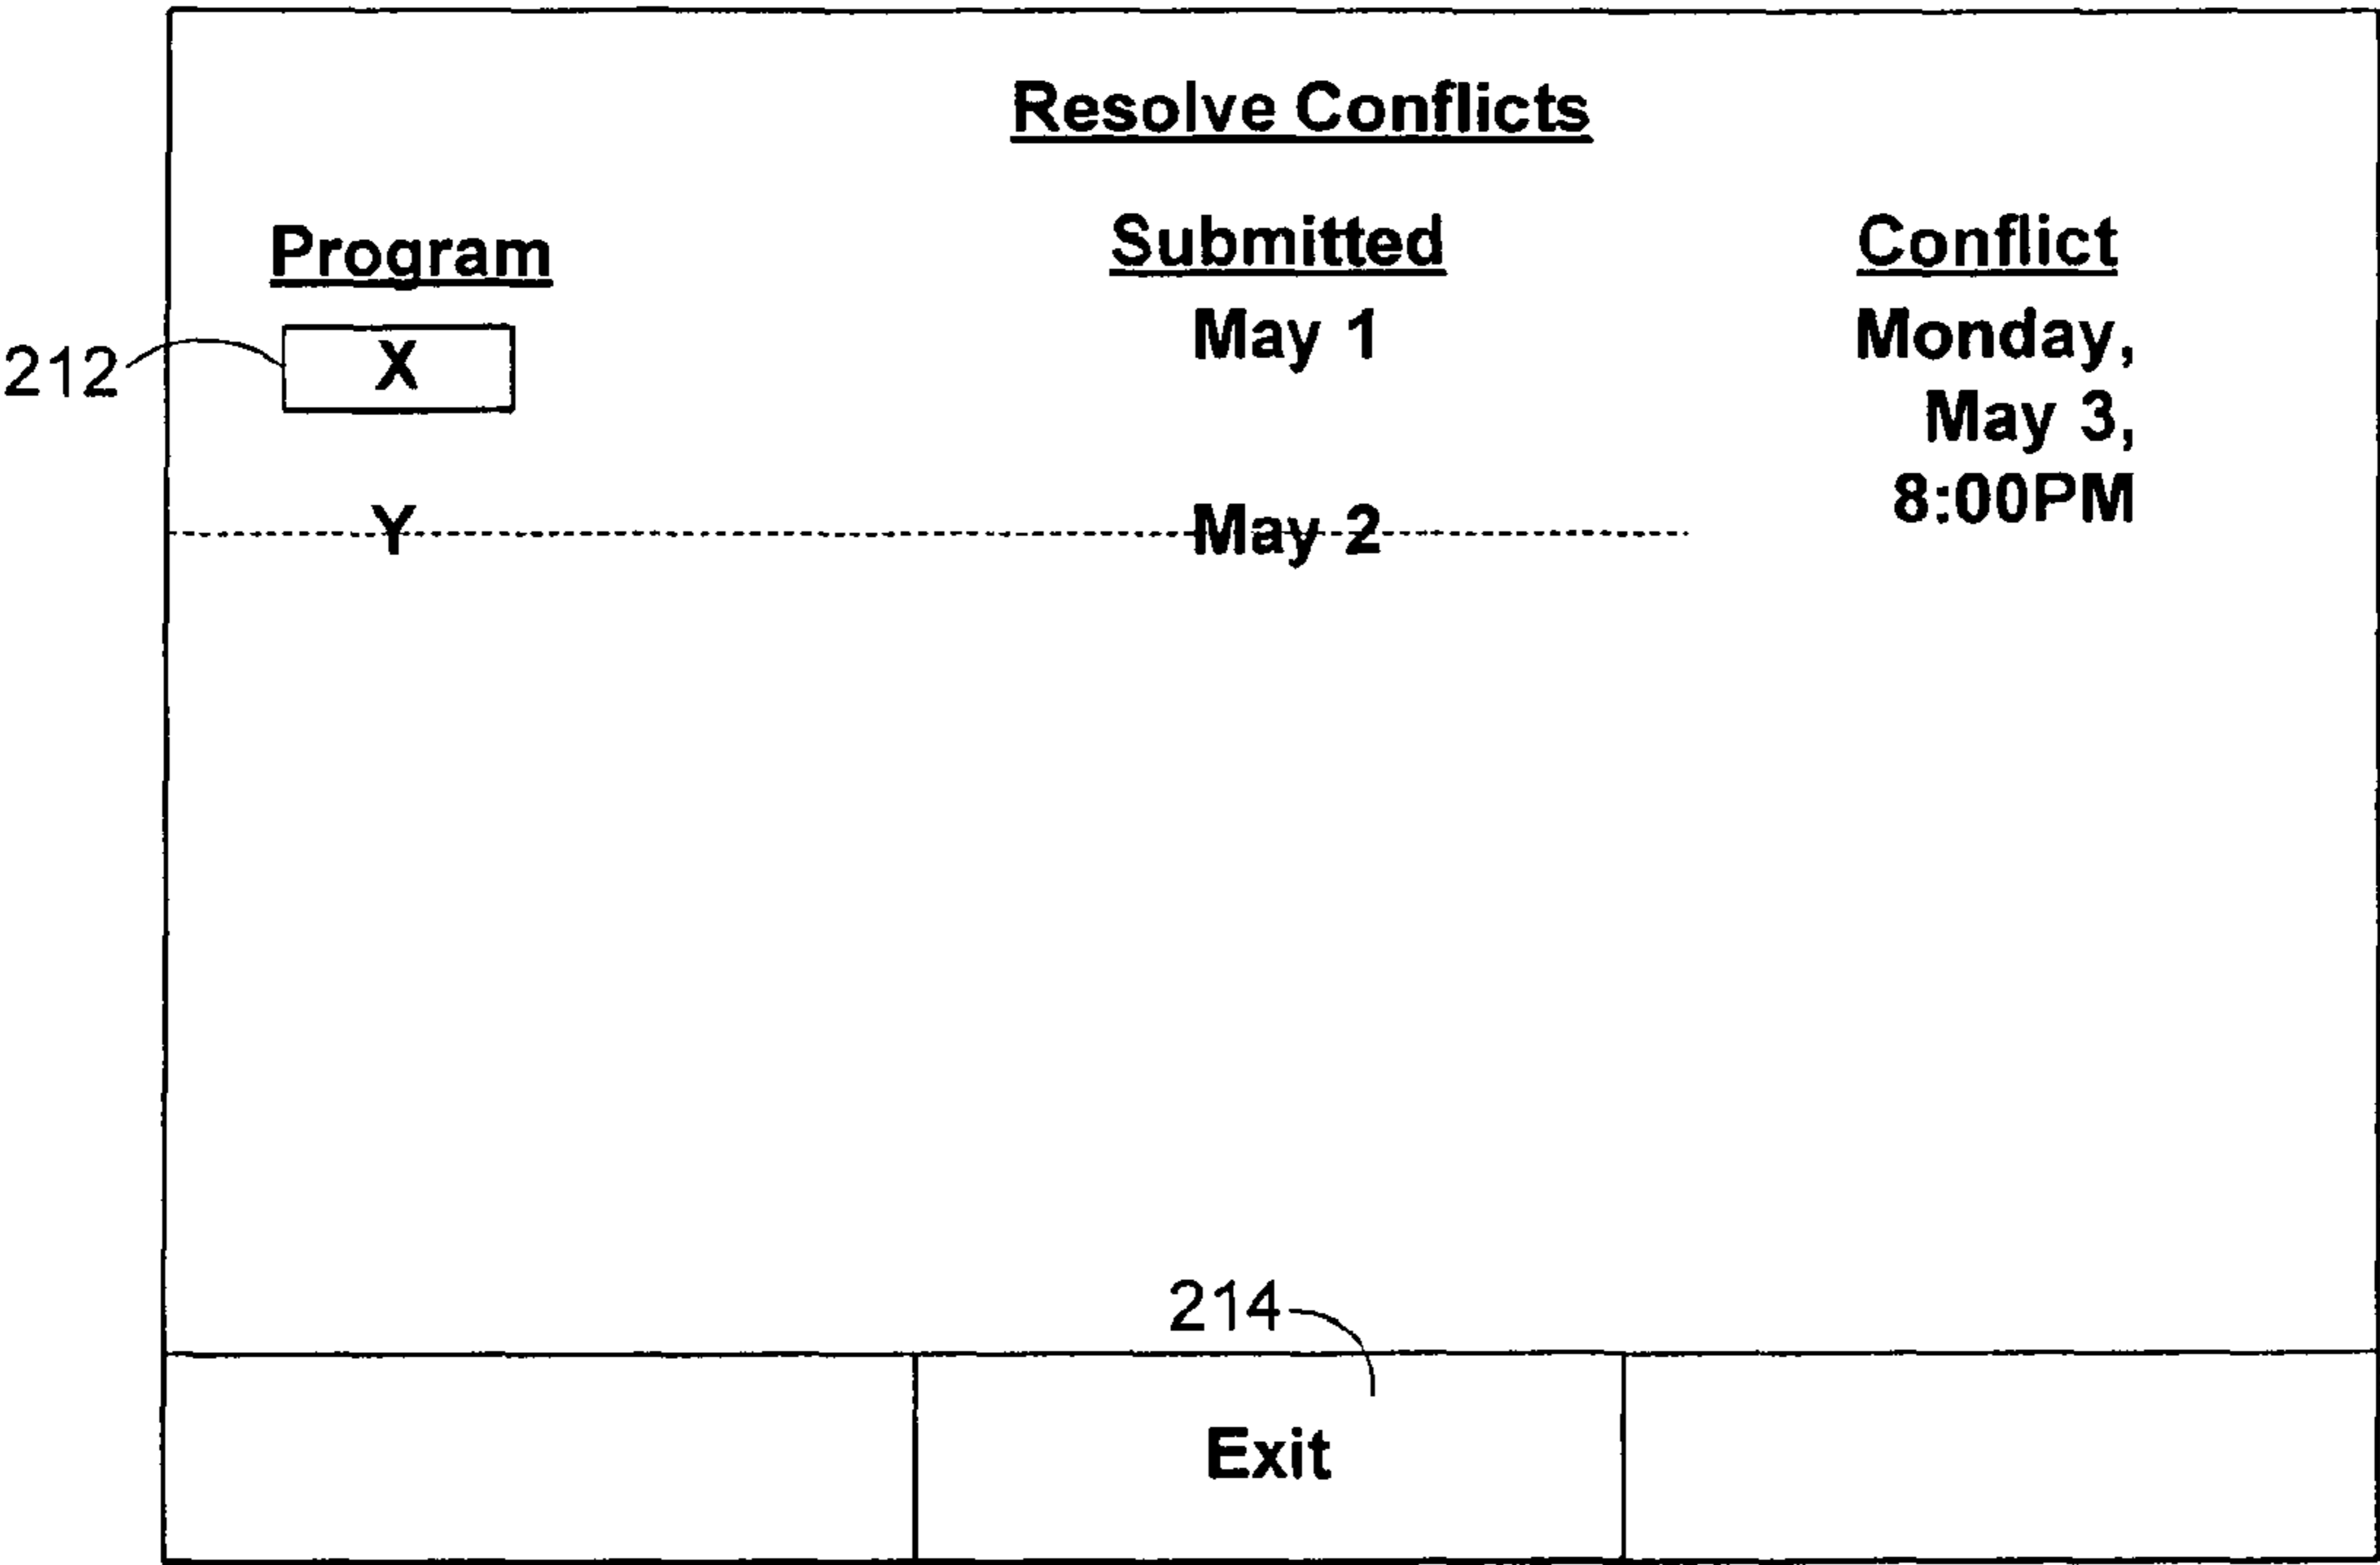 Resolve Conflicts
Program Submitted Conflict
212 X May 1 Monday,
May 3,
8:00PM
Y May 2
214
Exit